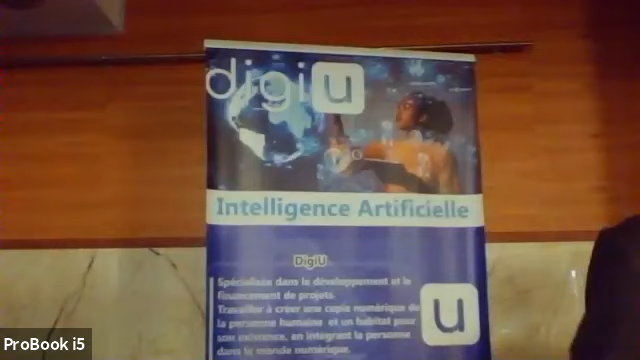 digiU
Intelligence Artificielle
DigiU
Spécialisée dans le développement et le
financement de projets.
Travailler à créer une copie numérique de
la personne humaine et un habitat pour
son existence, en intégrant la personne
dans le monde numérique.
u
ProBook i5